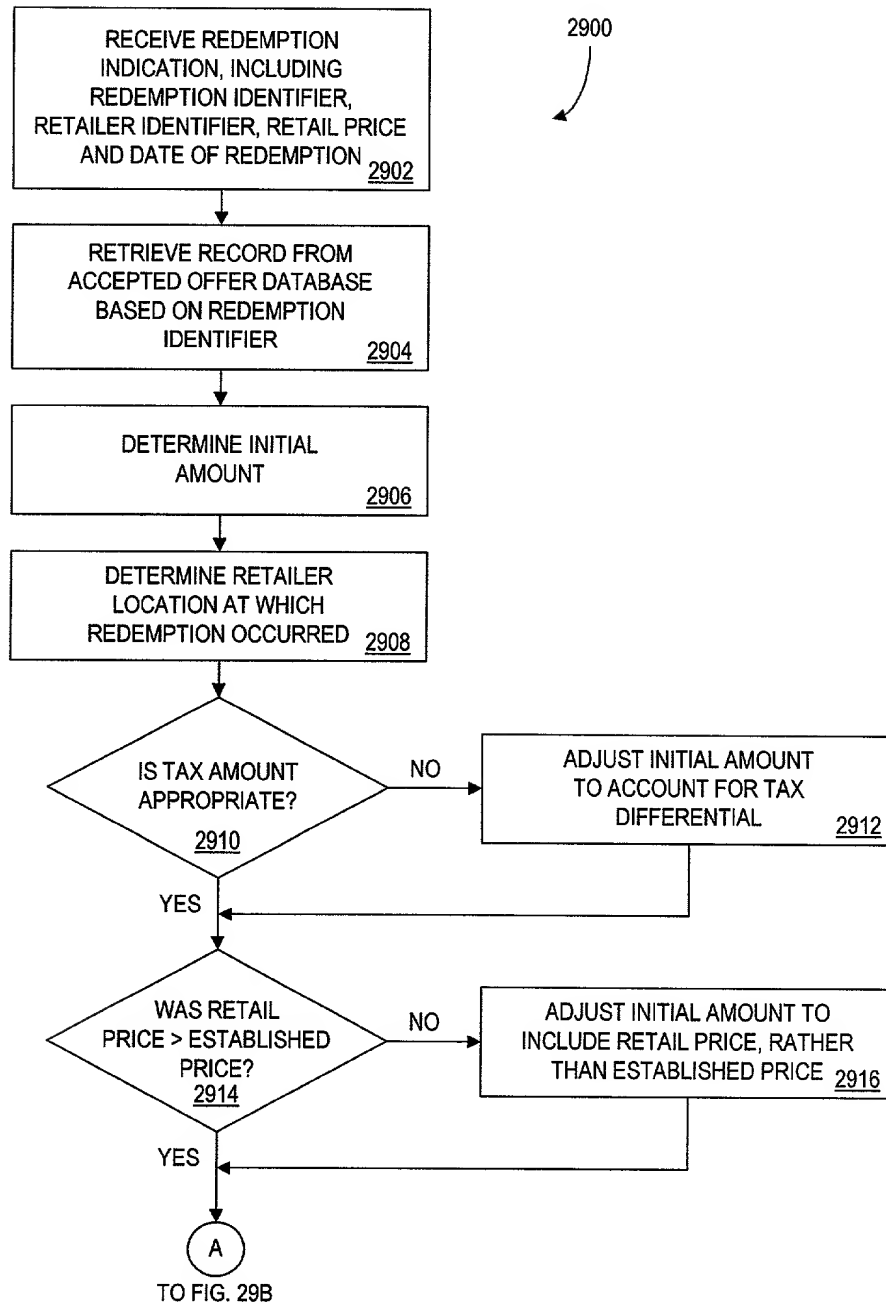 2900
RECEIVE REDEMPTION
INDICATION, INCLUDING
REDEMPTION IDENTIFIER,
RETAILER IDENTIFIER, RETAIL PRICE
AND DATE OF REDEMPTION
2902
RETRIEVE RECORD FROM
ACCEPTED OFFER DATABASE
BASED ON REDEMPTION
IDENTIFIER
2904
DETERMINE INITIAL
AMOUNT
2906
DETERMINE RETAILER
LOCATION AT WHICH
REDEMPTION OCCURRED
2908
IS TAX AMOUNT
APPROPRIATE?
2910
NO
ADJUST INITIAL AMOUNT
TO ACCOUNT FOR TAX
DIFFERENTIAL
2912
YES
WAS RETAIL
PRICE > ESTABLISHED
PRICE?
2914
NO
ADJUST INITIAL AMOUNT TO
INCLUDE RETAIL PRICE, RATHER
THAN ESTABLISHED PRICE
2916
YES
A
TO FIG. 29B